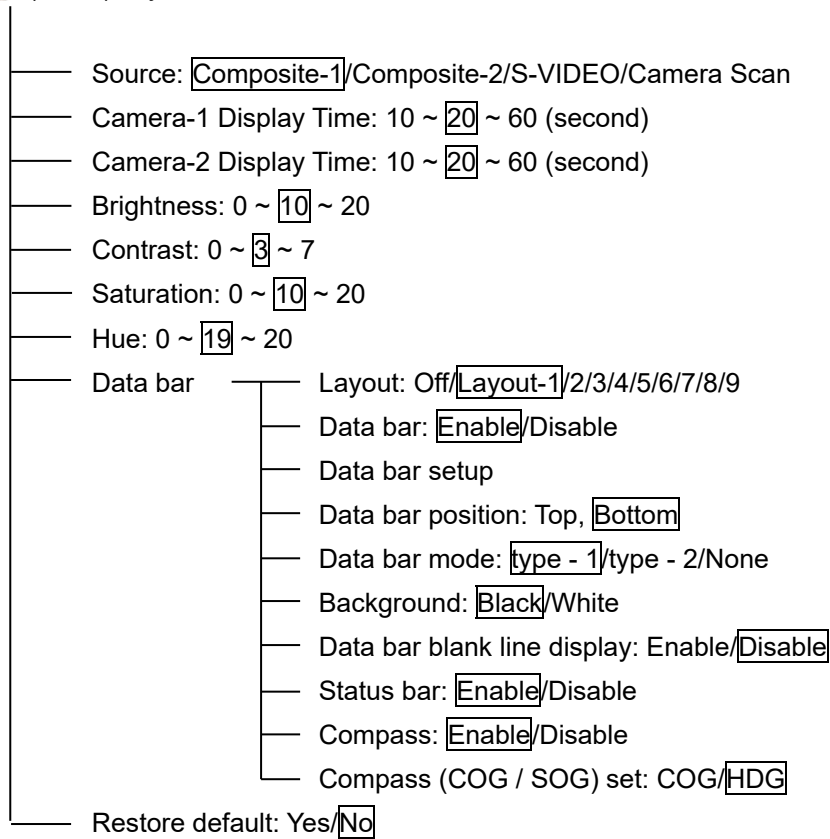 Source: Composite-1/Composite-2/S-VIDEO/Camera Scan
Camera-1 Display Time: 10 ~ 20 ~ 60 (second)
Camera-2 Display Time: 10 ~ 20 ~ 60 (second)
Brightness: 0 ~ 10 ~ 20
Contrast: 0 ~ 3 ~ 7
Saturation: 0 ~ 10 ~ 20
Hue: 0 ~ 19 ~ 20
Data bar
Layout: Off/Layout-1/2/3/4/5/6/7/8/9
Data bar: Enable/Disable
Data bar setup
Data bar position: Top, Bottom
Data bar mode: type - 1/type - 2/None
Background: Black/White
Data bar blank line display: Enable/Disable
Status bar: Enable/Disable
Compass: Enable/Disable
Compass (COG / SOG) set: COG/HDG
Restore default: Yes/No